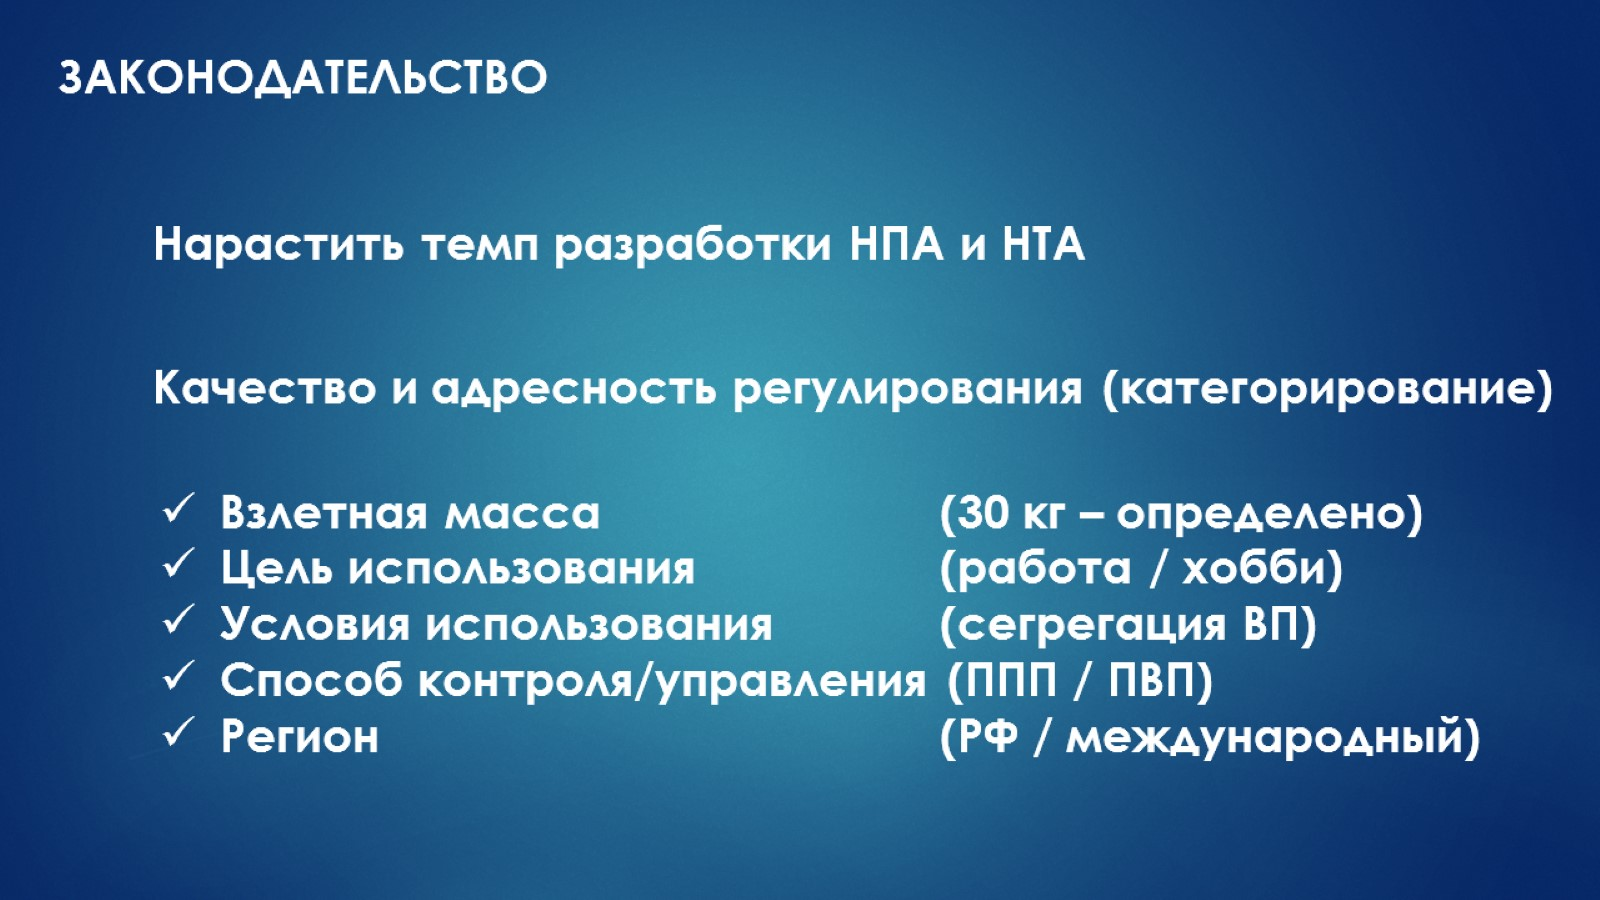 ЗАКОНОДАТЕЛЬСТВО
Нарастить темп разработки НПА и НТА
Качество и адресность регулирования (категорирование)
✓ Взлетная масса (30 кг – определено)
✓ Цель использования (работа / хобби)
✓ Условия использования (сегрегация ВП)
✓ Способ контроля/управления (ППП / ПВП)
✓ Регион (РФ / международный)